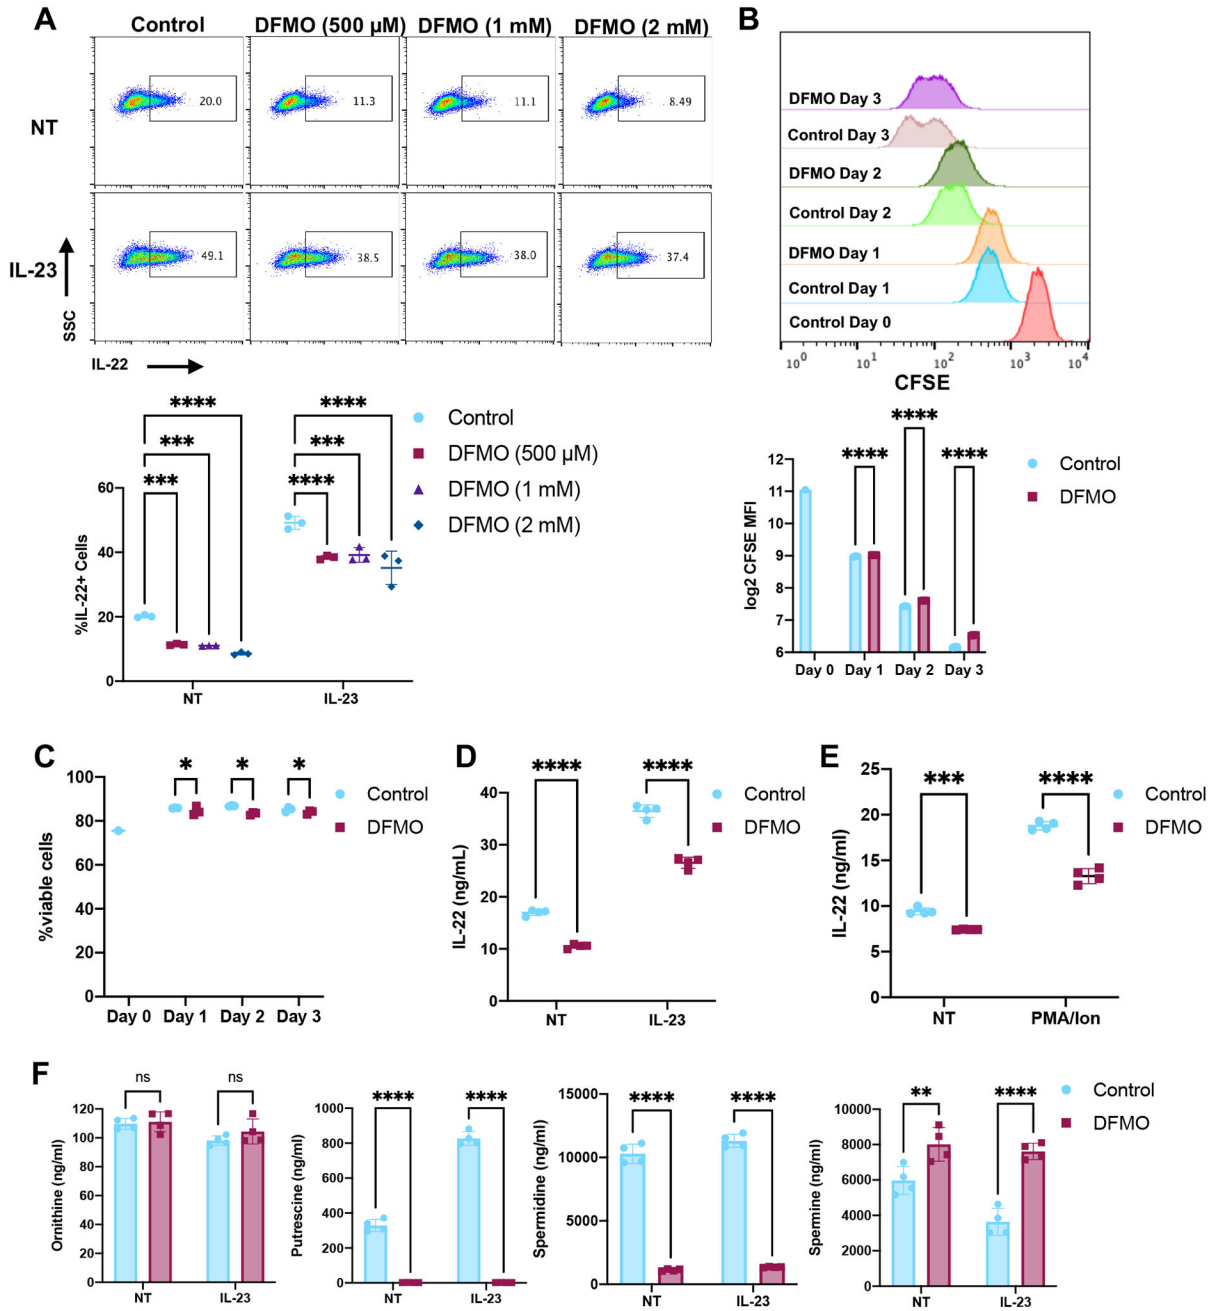 A
Control DFMO (500 µM) DFMO (1 mM) DFMO (2 mM)
NT
20.0 11.3 11.1 8.49
IL-23
49.1 38.5 38.0 37.4
SSC
IL-22
**** ****
*** ***
*** ****
%IL-22+ Cells
60
40
20
0
NT IL-23
Control
DFMO (500 µM)
DFMO (1 mM)
DFMO (2 mM)
B
DFMO Day 3
Control Day 3
DFMO Day 2
Control Day 2
DFMO Day 1
Control Day 1
Control Day 0
10⁰ 10¹ 10² 10³ 10⁴
CFSE
****
**** ****
log2 CFSE MFI
12
11
10
9
8
7
6
Day 0 Day 1 Day 2 Day 3
Control
DFMO
C
* * *
%viable cells
100
80
60
40
20
0
Day 0 Day 1 Day 2 Day 3
Control
DFMO
D
**** ****
IL-22 (ng/mL)
40
30
20
10
0
NT IL-23
Control
DFMO
E
*** ****
IL-22 (ng/ml)
25
20
15
10
5
0
NT PMA/Ion
Control
DFMO
F
ns ns
Ornithine (ng/ml)
120
100
80
60
40
20
0
NT IL-23
**** ****
Putrescine (ng/ml)
1000
800
600
400
200
0
NT IL-23
**** ****
Spermidine (ng/ml)
15000
10000
5000
0
NT IL-23
** ****
Spermine (ng/ml)
10000
8000
6000
4000
2000
0
NT IL-23
Control
DFMO